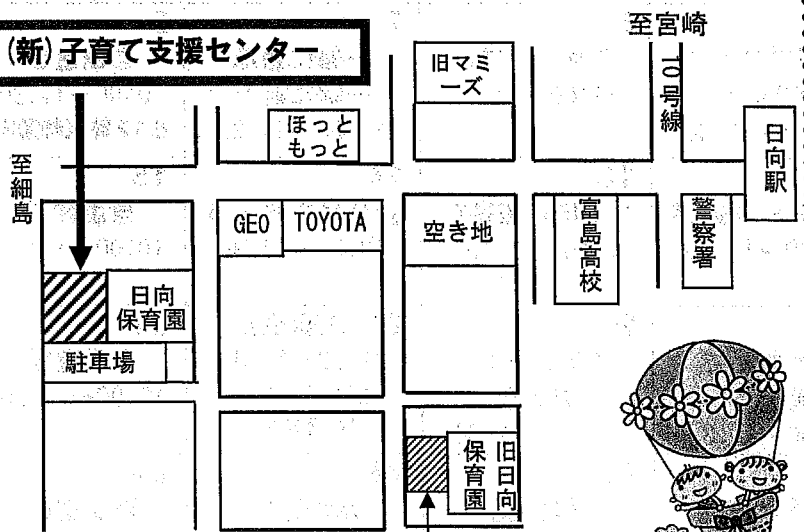 至宮崎
(新)子育て支援センター
旧マミ
ーズ
10号線
ほっと
もっと
日向駅
至細島
GEO
TOYOTA
空き地
富島高校
警察署
日向
保育園
駐車場
旧日向
保育園